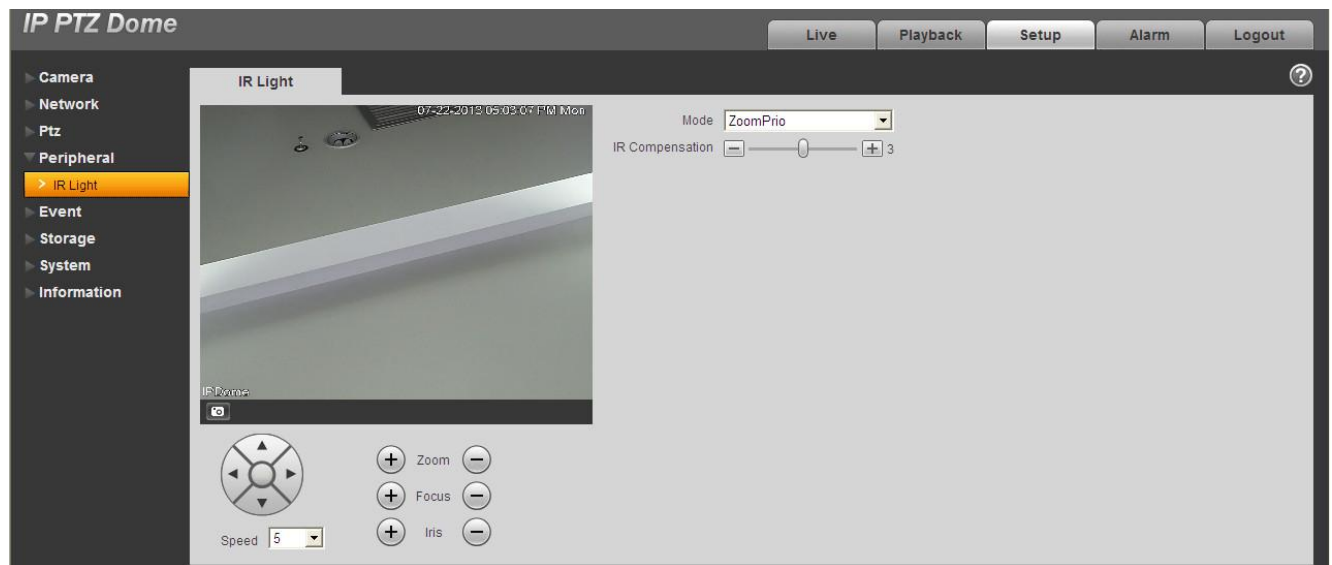 IP PTZ Dome
Live
Playback
Setup
Alarm
Logout
Camera
Network
Ptz
Peripheral
IR Light
Event
Storage
System
Information
IR Light
07-22-2013 05:03:07 PM Mon
IP Dome
Mode ZoomPrio
IR Compensation 3
Zoom
Focus
Iris
Speed 5